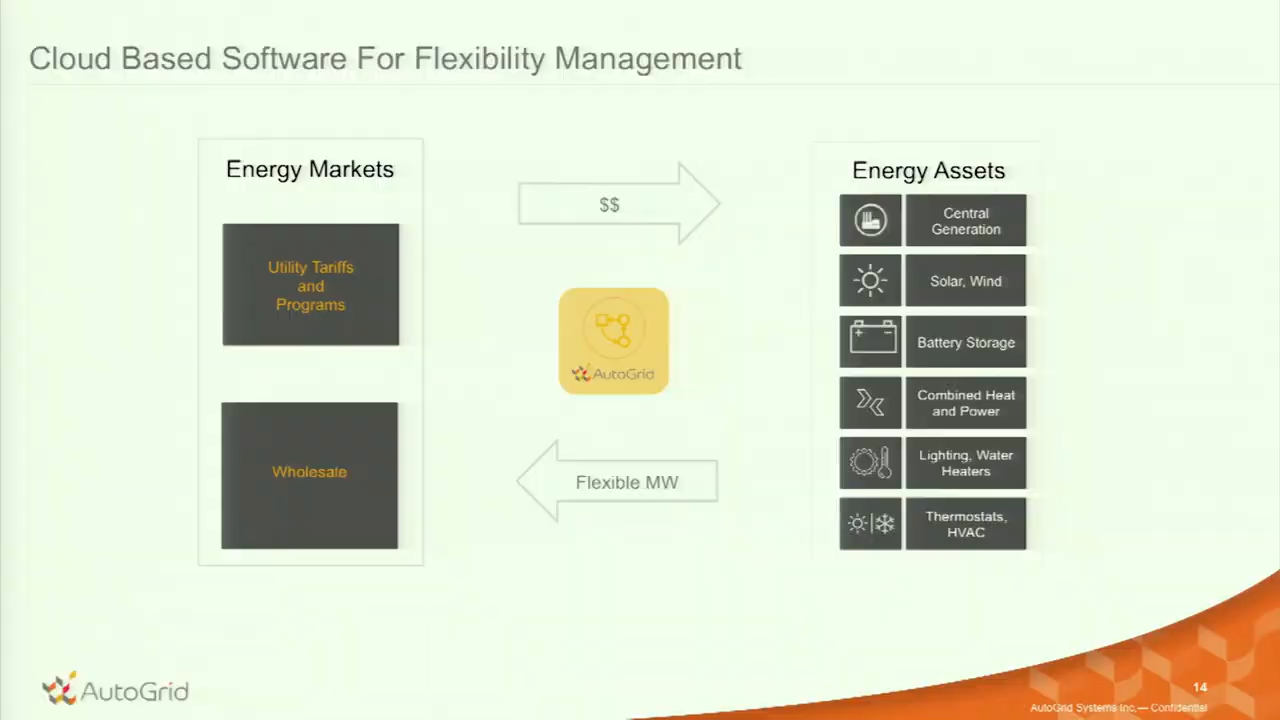 Cloud Based Software For Flexibility Management
Energy Markets
Utility Tariffs
and
Programs
Wholesale
$$
AutoGrid
Flexible MW
Energy Assets
Central
Generation
Solar, Wind
Battery Storage
Combined Heat
and Power
Lighting, Water
Heaters
Thermostats,
HVAC
AutoGrid
14
AutoGrid Systems Inc.— Confidential